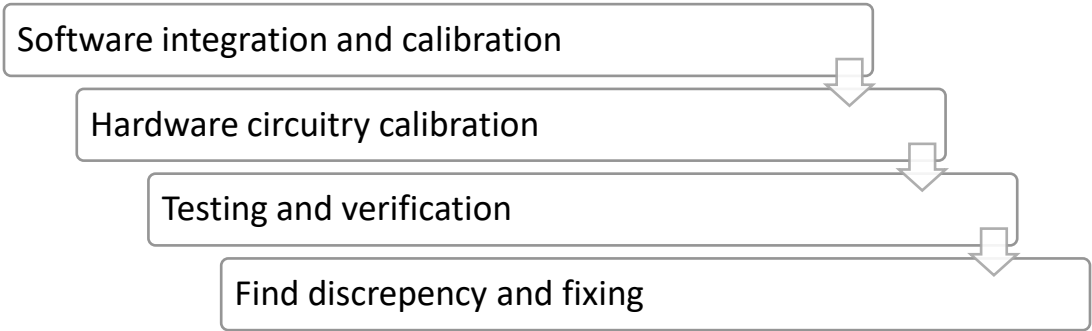 Software integration and calibration
Hardware circuitry calibration
Testing and verification
Find discrepency and fixing